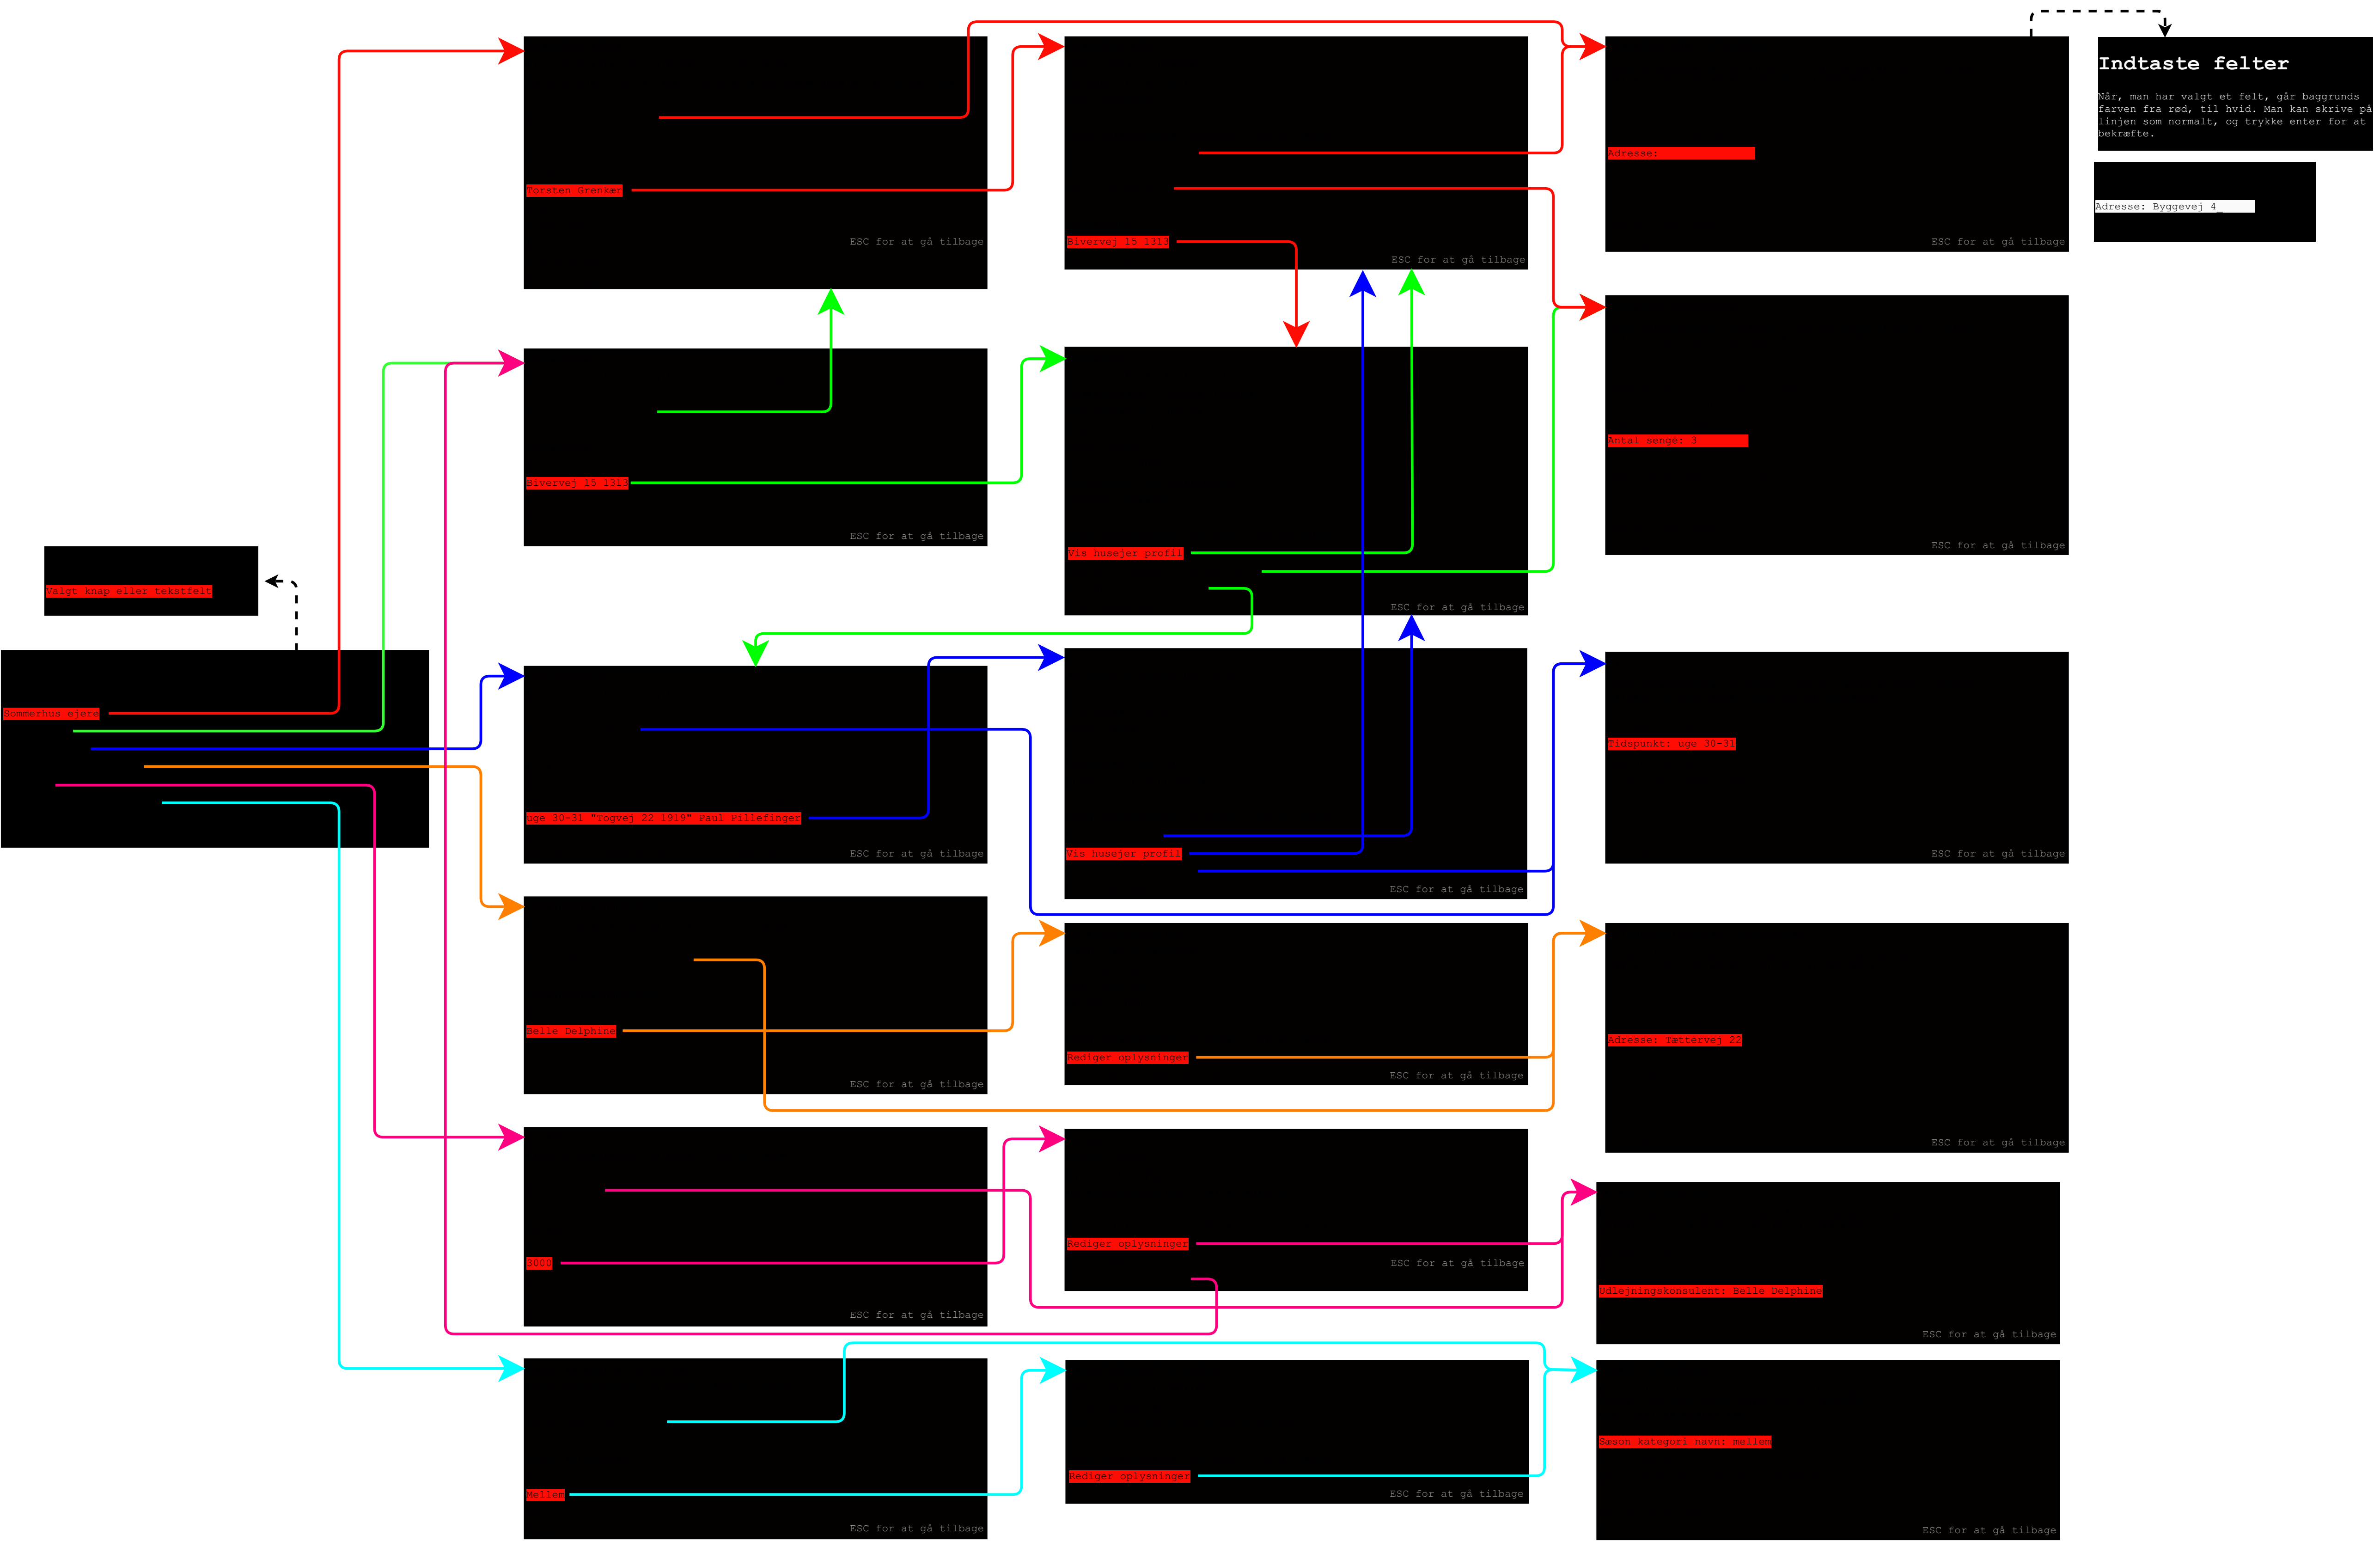 Indtaste felter
Når, man har valgt et felt, går baggrunds
farven fra rød, til hvid. Man kan skrive på
linjen som normalt, og trykke enter for at
bekræfte.
Adresse: Byggevej 4_
Valgt knap eller tekstfelt
Sommerhus ejere
Torsten Grenkær
ESC for at gå tilbage
Bivervej 15 1313
ESC for at gå tilbage
Adresse:
ESC for at gå tilbage
Bivervej 15 1313
ESC for at gå tilbage
Vis husejer profil
ESC for at gå tilbage
Antal senge: 3
ESC for at gå tilbage
uge 30-31 "Togvej 22 1919" Paul Pillefinger
ESC for at gå tilbage
Vis husejer profil
ESC for at gå tilbage
Tidspunkt: uge 30-31
ESC for at gå tilbage
Belle Delphine
ESC for at gå tilbage
Rediger oplysninger
ESC for at gå tilbage
Adresse: Tættervej 22
ESC for at gå tilbage
3000
ESC for at gå tilbage
Rediger oplysninger
ESC for at gå tilbage
Udlejningskonsulent: Belle Delphine
ESC for at gå tilbage
Mellem
ESC for at gå tilbage
Rediger oplysninger
ESC for at gå tilbage
Sæson kategori navn: mellem
ESC for at gå tilbage